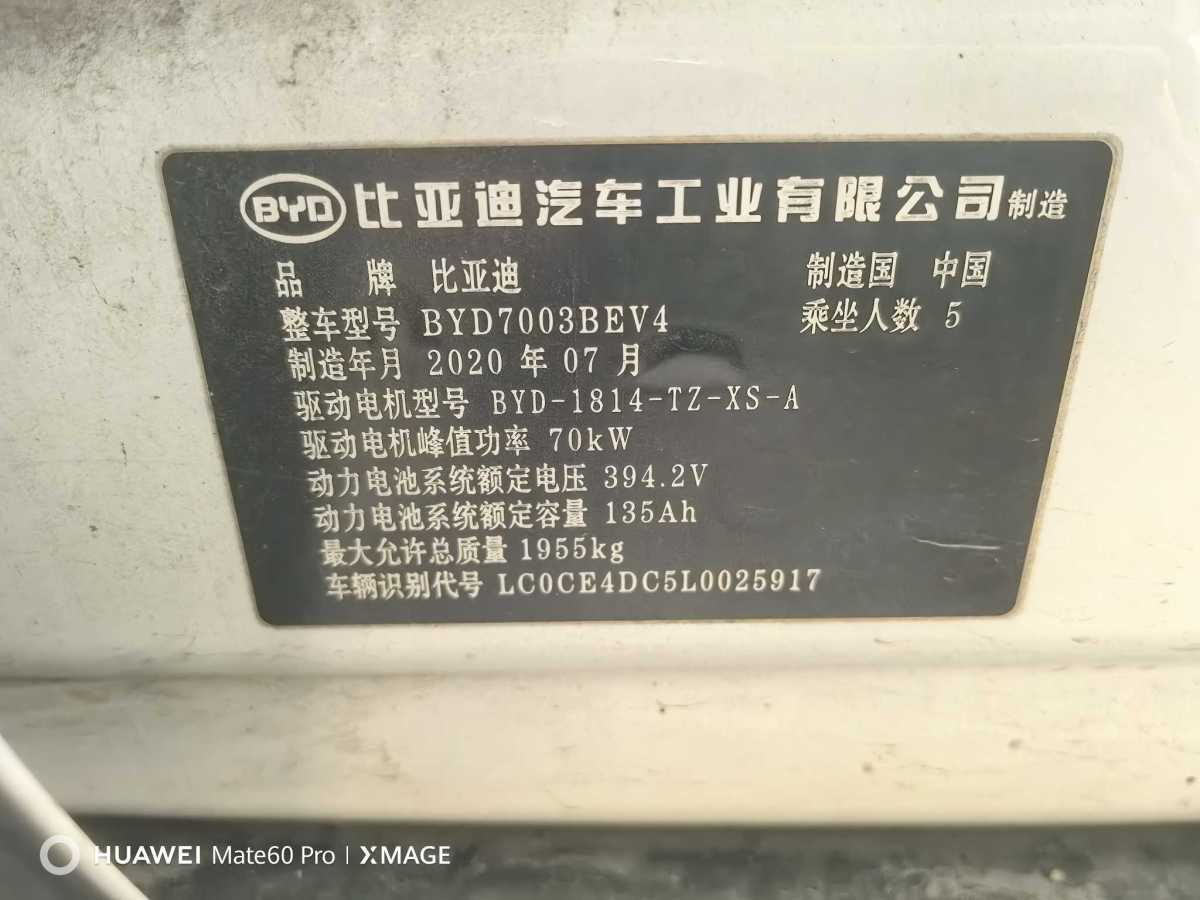 BYD 比亚迪汽车工业有限公司 制造
品 牌 比亚迪 制造国 中国
整车型号 BYD7003BEV4 乘坐人数 5
制造年月 2020 年 07 月
驱动电机型号 BYD-1814-TZ-XS-A
驱动电机峰值功率 70kW
动力电池系统额定电压 394.2V
动力电池系统额定容量 135Ah
最大允许总质量 1955kg
车辆识别代号 LC0CE4DC5L0025917
HUAWEI Mate60 Pro | XMAGE